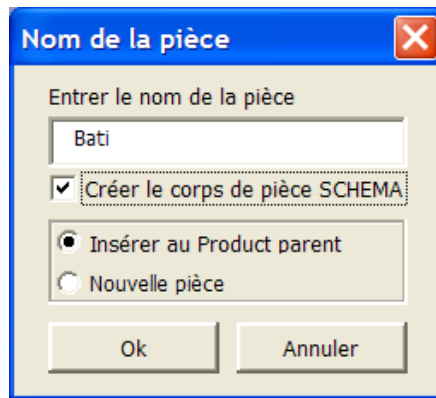 Nom de la pièce
Entrer le nom de la pièce
Bati
Créer le corps de pièce SCHEMA
Insérer au Product parent
Nouvelle pièce
Ok
Annuler